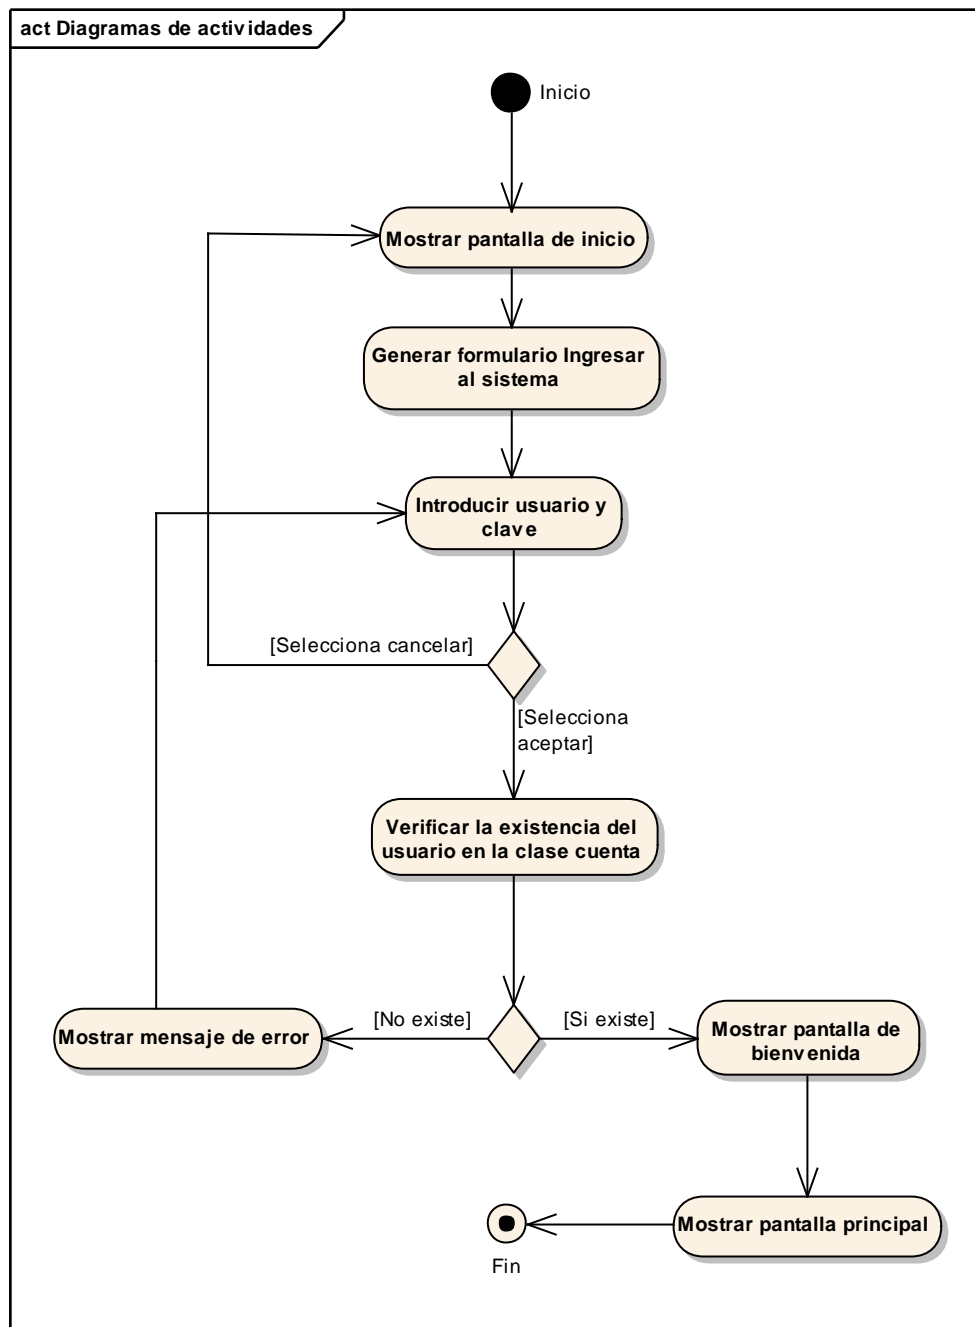 act Diagramas de actividades
Inicio
Mostrar pantalla de inicio
Generar formulario Ingresar
al sistema
Introducir usuario y
clave
[Selecciona cancelar]
[Selecciona
aceptar]
Verificar la existencia del
usuario en la clase cuenta
[No existe]
[Si existe]
Mostrar mensaje de error
Mostrar pantalla de
bienvenida
Mostrar pantalla principal
Fin